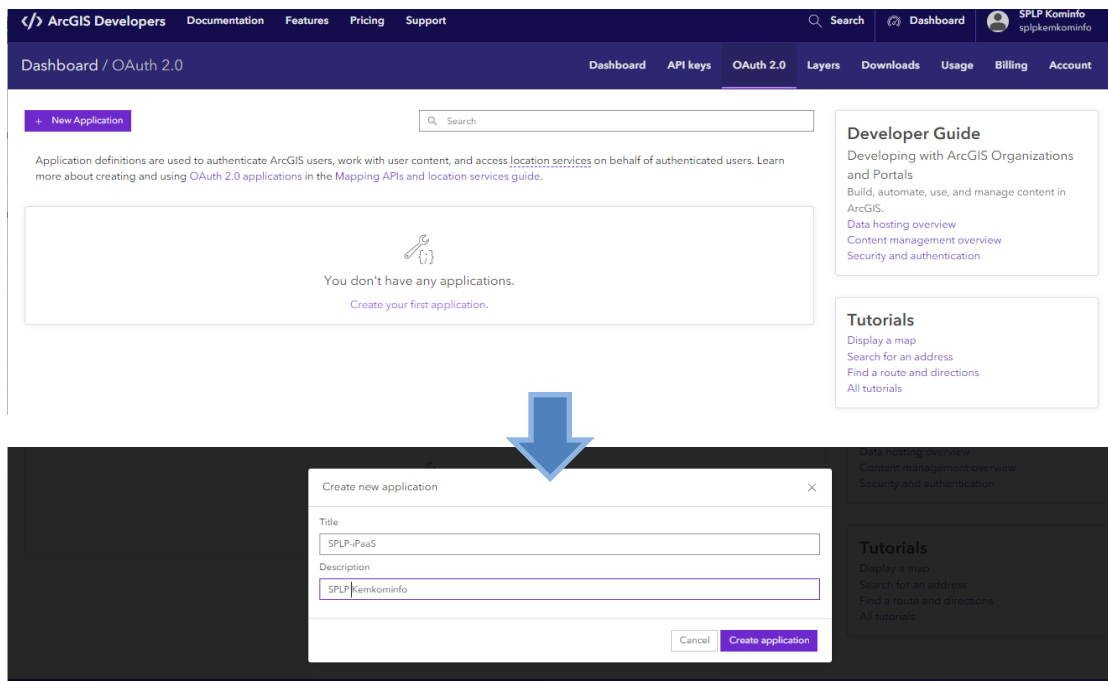 </> ArcGIS Developers Documentation Features Pricing Support Search Dashboard SPLP Kominfo
splpkemkominfo
Dashboard / OAuth 2.0 Dashboard API keys OAuth 2.0 Layers Downloads Usage Billing Account
+ New Application
Search
Application definitions are used to authenticate ArcGIS users, work with user content, and access location services on behalf of authenticated users. Learn
more about creating and using OAuth 2.0 applications in the Mapping APIs and location services guide.
You don't have any applications.
Create your first application.
Developer Guide
Developing with ArcGIS Organizations
and Portals
Build, automate, use, and manage content in
ArcGIS.
Data hosting overview
Content management overview
Security and authentication
Tutorials
Display a map
Search for an address
Find a route and directions
All tutorials
Create new application
Title
SPLP-iPaaS
Description
SPLP Kemkominfo
Cancel Create application
Data hosting overview
Content management overview
Security and authentication
Tutorials
Display a map
Search for an address
Find a route and directions
All tutorials